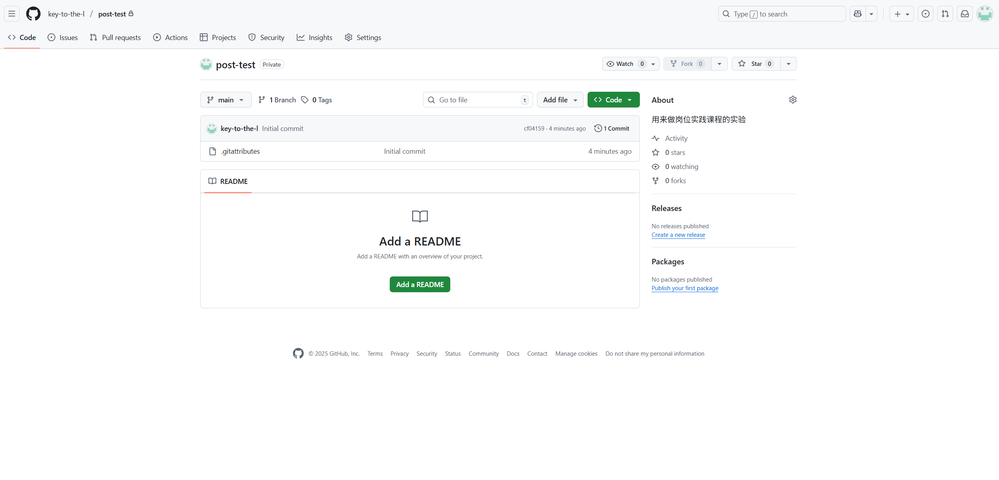 key-to-the-l / post-test
Type / to search
Code Issues Pull requests Actions Projects Security Insights Settings
post-test Private
Watch 0 Fork 0 Star 0
main 1 Branch 0 Tags
Go to file t Add file Code
key-to-the-l Initial commit cf04159 · 4 minutes ago 1 Commit
.gitattributes Initial commit 4 minutes ago
README
Add a README
Add a README with an overview of your project.
Add a README
About
用来做岗位实践课程的实验
Activity
0 stars
0 watching
0 forks
Releases
No releases published
Create a new release
Packages
No packages published
Publish your first package
© 2025 GitHub, Inc. Terms Privacy Security Status Community Docs Contact Manage cookies Do not share my personal information